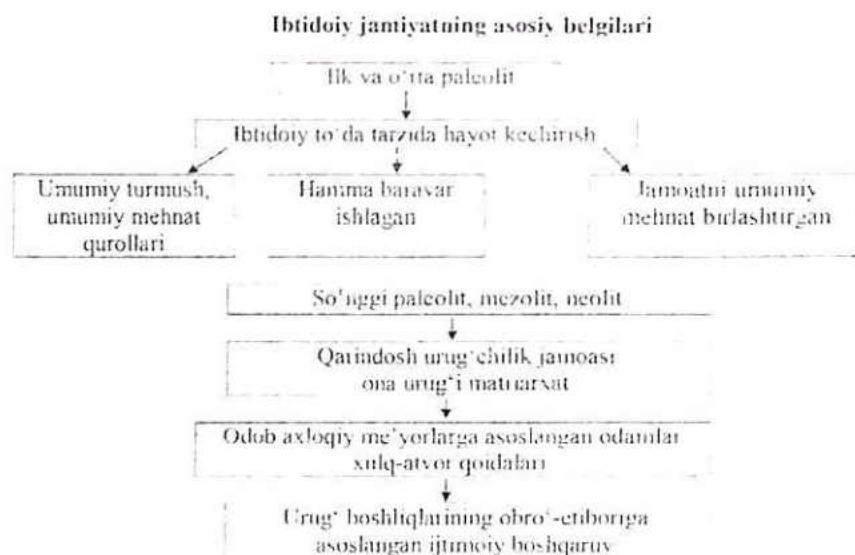 Ibtidoiy jamiyatning asosiy belgilari
Ilk va o‘rta paleolit
Ibtidoiy to‘da tarzida hayot kechirish
Umumiy turmush,
umumiy mehnat
qurollari
Hamma baravar
ishlagan
Jamoatni umumiy
mehnat birlashtirgan
So‘nggi paleolit, mezolit, neolit
Qarindosh urug‘chilik jamoasi
ona urug‘i matriarxat
Odob axloqiy me’yorlarga asoslangan odamlar
xulq-atvor qoidalari
Urug‘ boshliqlarining obro‘-etiboriga
asoslangan ijtimoiy boshqaruv